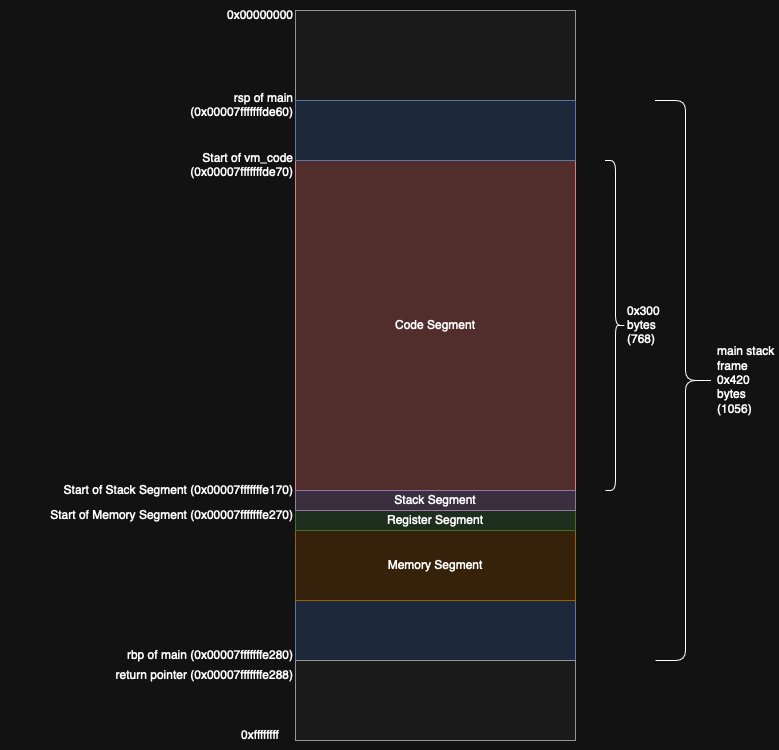 0x00000000
rsp of main
(0x00007fffffffde60)
Start of vm_code
(0x00007fffffffde70)
Code Segment
0x300
bytes
(768)
main stack
frame
0x420
bytes
(1056)
Start of Stack Segment (0x00007fffffffe170)
Stack Segment
Start of Memory Segment (0x00007fffffffe270)
Register Segment
Memory Segment
rbp of main (0x00007fffffffe280)
return pointer (0x00007fffffffe288)
0xffffffff